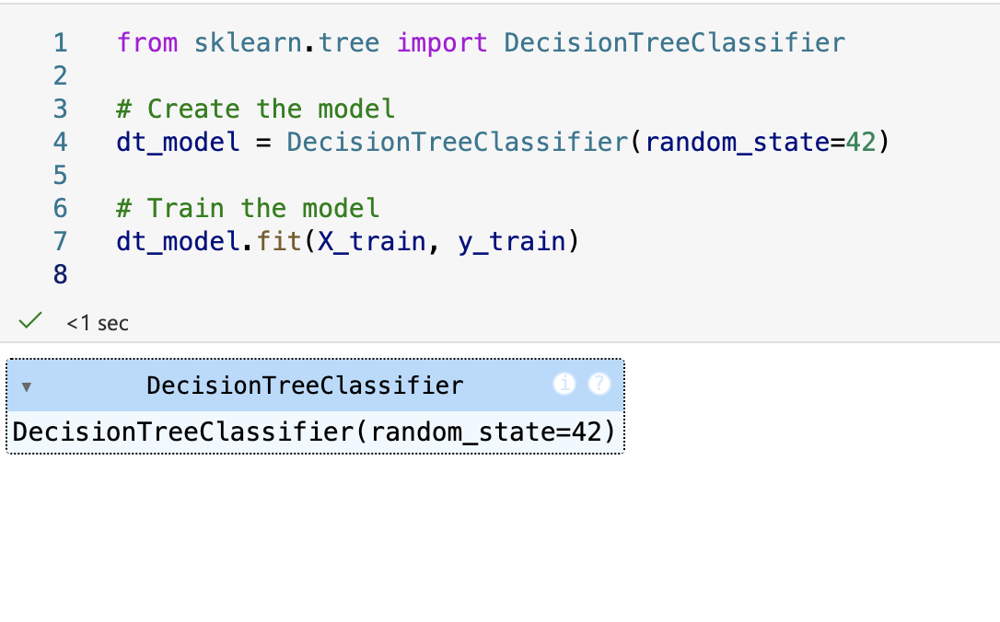 1 from sklearn.tree import DecisionTreeClassifier
2
3 # Create the model
4 dt_model = DecisionTreeClassifier(random_state=42)
5
6 # Train the model
7 dt_model.fit(X_train, y_train)
8
<1 sec
▼ DecisionTreeClassifier i ?
DecisionTreeClassifier(random_state=42)